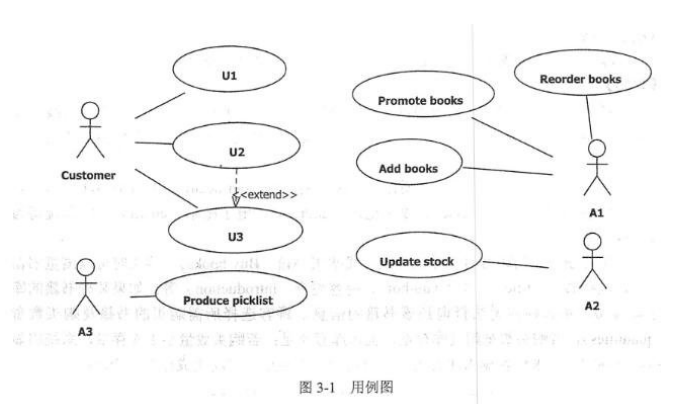 U1
Reorder books
Promote books
U2
Customer
Add books
<<extend>>
A1
U3
Update stock
Produce picklist
A2
A3
图 3-1 用例图